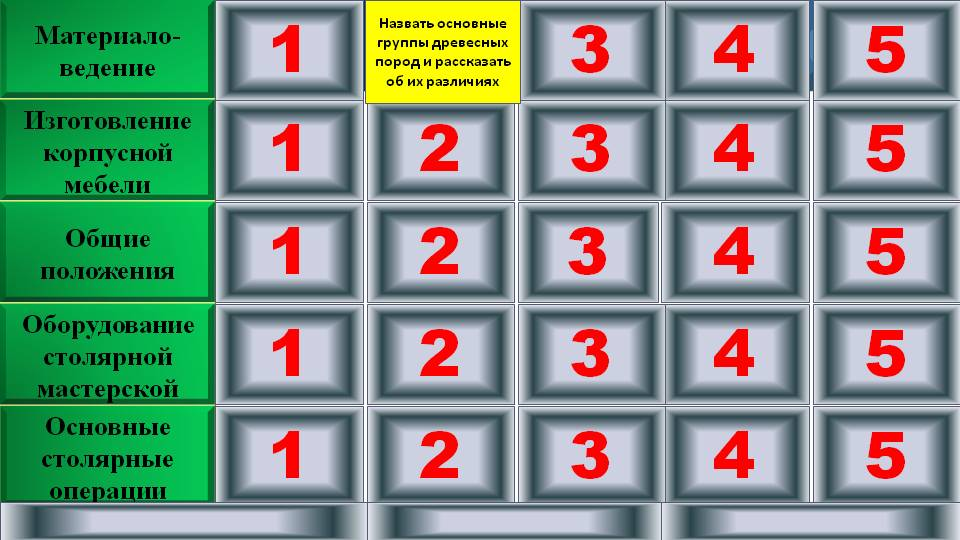 Материало-
ведение
1
Назвать основные
группы древесных
пород и рассказать
об их различиях
3
4
5
Изготовление
корпусной
мебели
1
2
3
4
5
Общие
положения
1
2
3
4
5
Оборудование
столярной
мастерской
1
2
3
4
5
Основные
столярные
операции
1
2
3
4
5